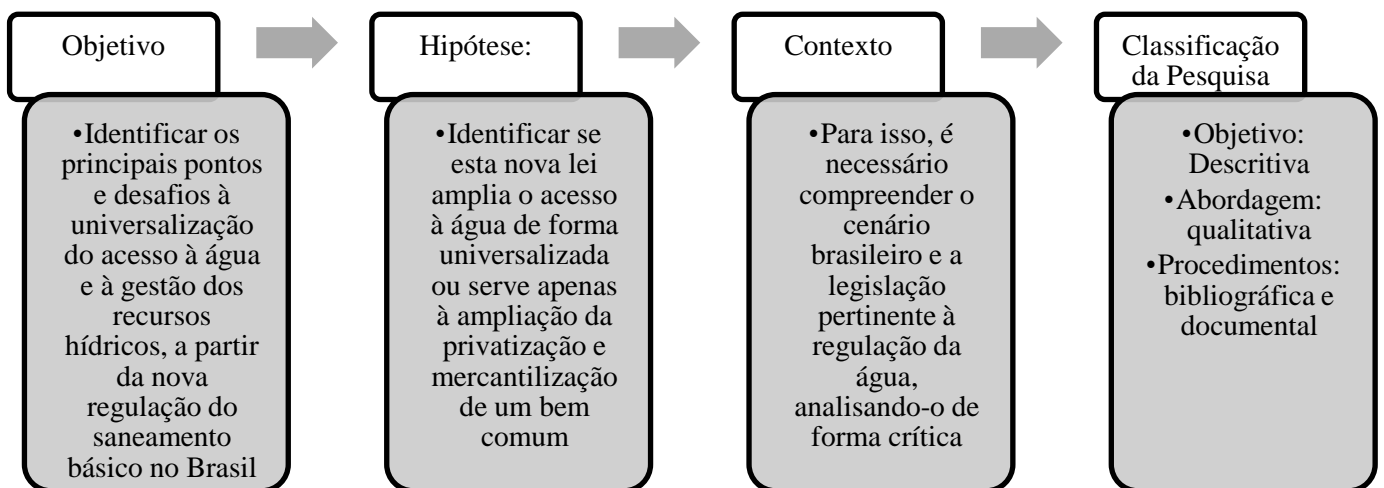 Objetivo
•Identificar os
principais pontos
e desafios à
universalização
do acesso à água
e à gestão dos
recursos
hídricos, a partir
da nova
regulação do
saneamento
básico no Brasil
Hipótese:
•Identificar se
esta nova lei
amplia o acesso
à água de forma
universalizada
ou serve apenas
à ampliação da
privatização e
mercantilização
de um bem
comum
Contexto
•Para isso, é
necessário
compreender o
cenário
brasileiro e a
legislação
pertinente à
regulação da
água,
analisando-o de
forma crítica
Classificação
da Pesquisa
•Objetivo:
Descritiva
•Abordagem:
qualitativa
•Procedimentos:
bibliográfica e
documental